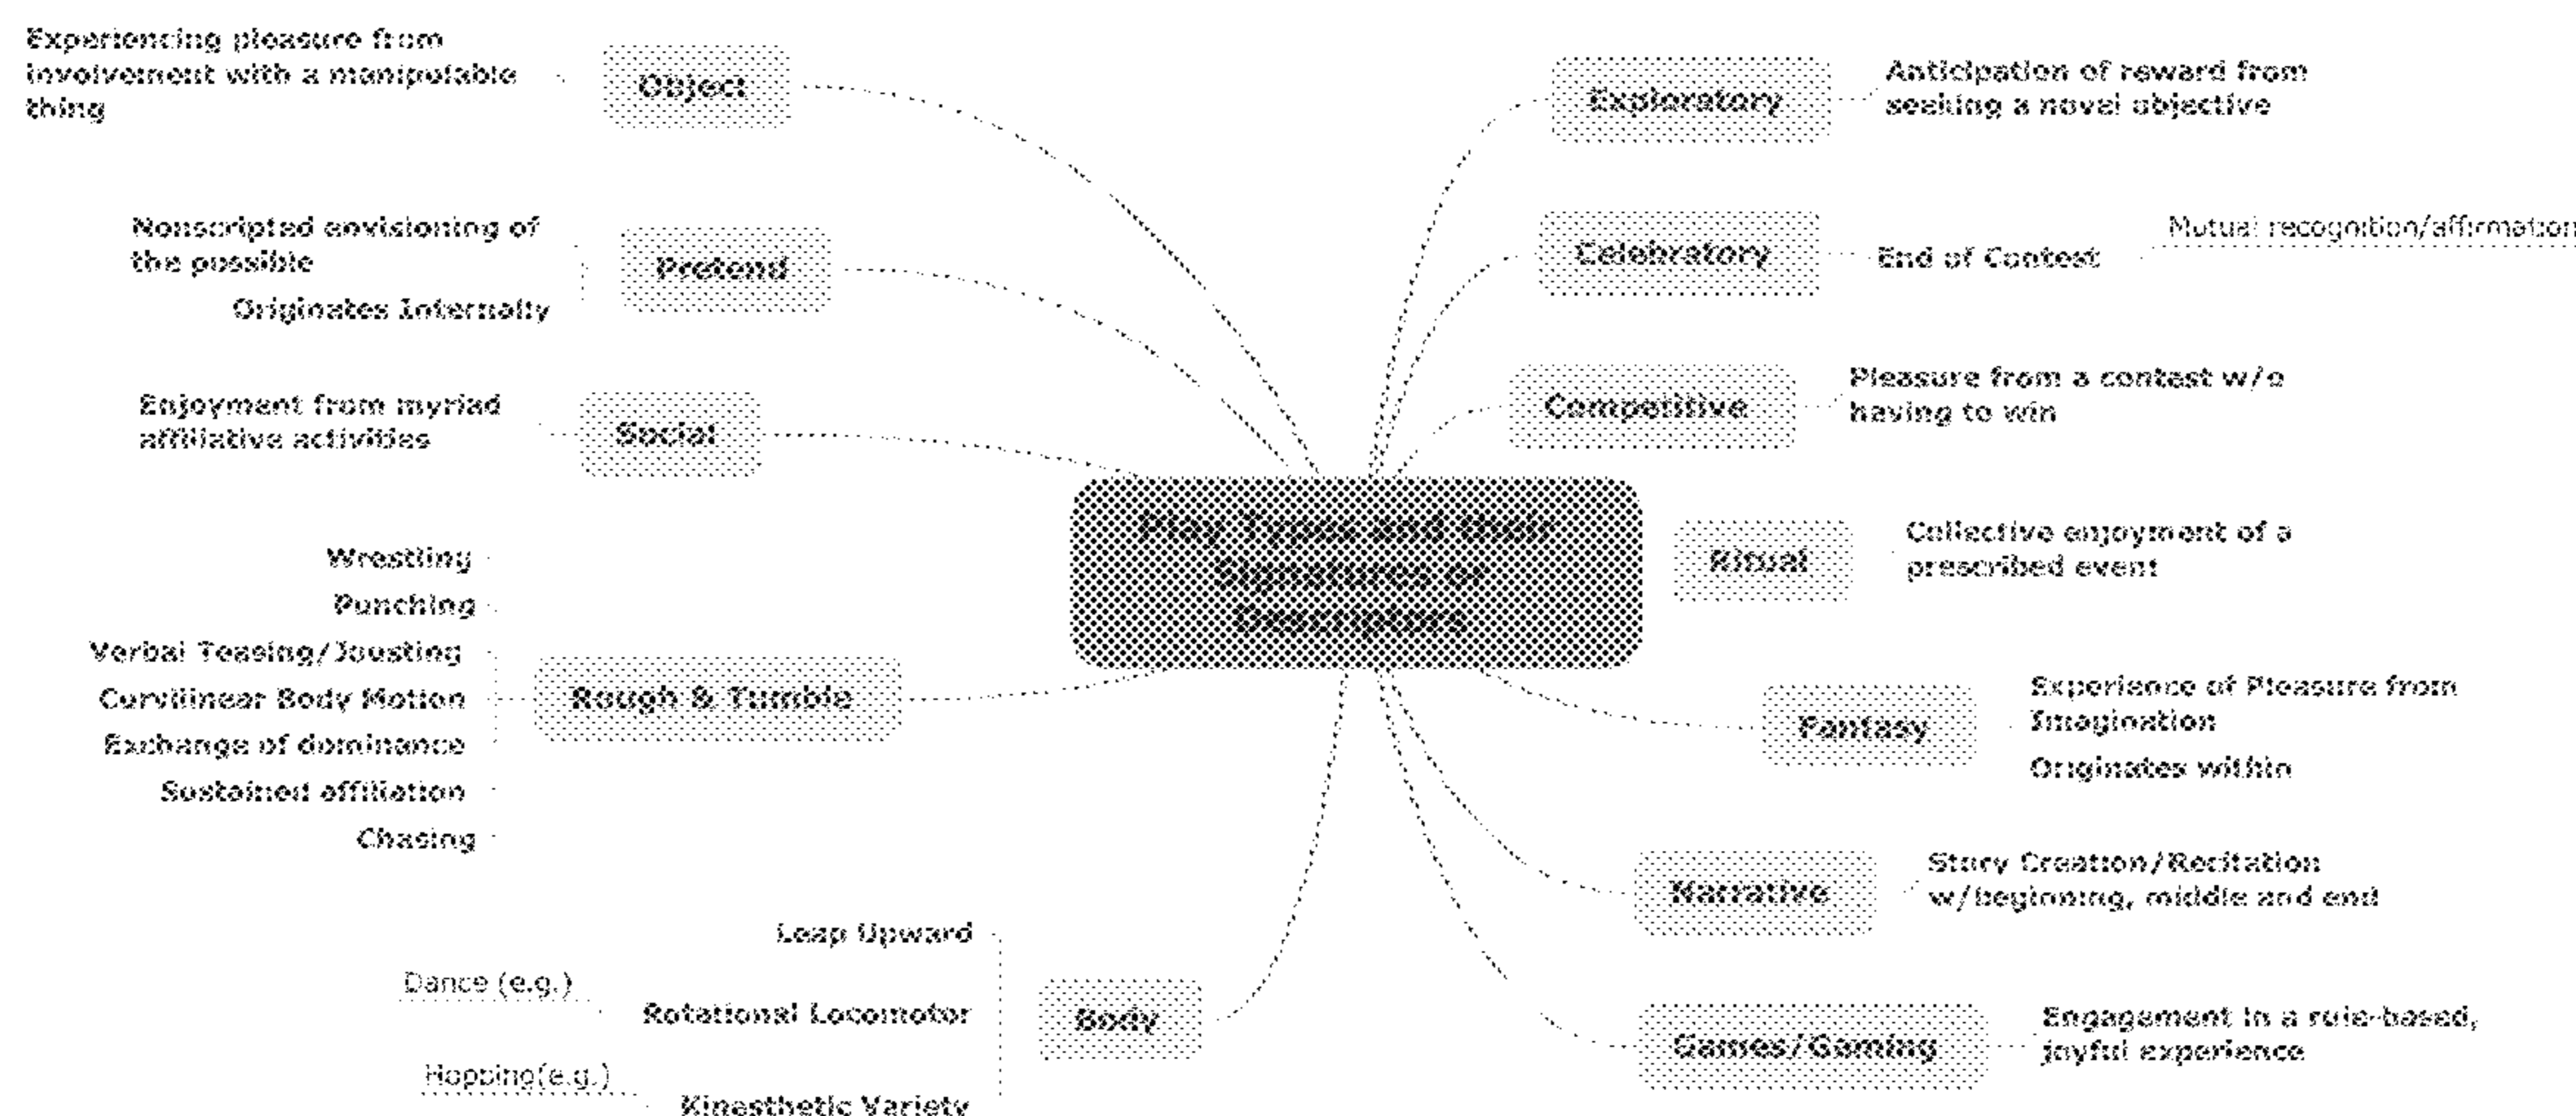 Experiencing pleasure from
involvement with a manipulable
thing
Object
Nonscripted envisioning of
the possible
Originates Internally
Pretend
Enjoyment from myriad
affiliative activities
Social
Wrestling
Punching
Verbal Teasing/Jousting
Curvilinear Body Motion
Exchange of dominance
Sustained affiliation
Chasing
Rough & Tumble
Leap Upward
Dance (e.g.)
Rotational Locomotor
Hopping(e.g.)
Kinesthetic Variety
Body
Play Types and their
Signatures or
Descriptors
Exploratory
Anticipation of reward from
seeking a novel objective
Celebratory
End of Contest
Mutual recognition/affirmation
Competitive
Pleasure from a contest w/o
having to win
Ritual
Collective enjoyment of a
prescribed event
Fantasy
Experience of Pleasure from
Imagination
Originates within
Narrative
Story Creation/Recitation
w/beginning, middle and end
Games/Gaming
Engagement in a rule-based,
joyful experience